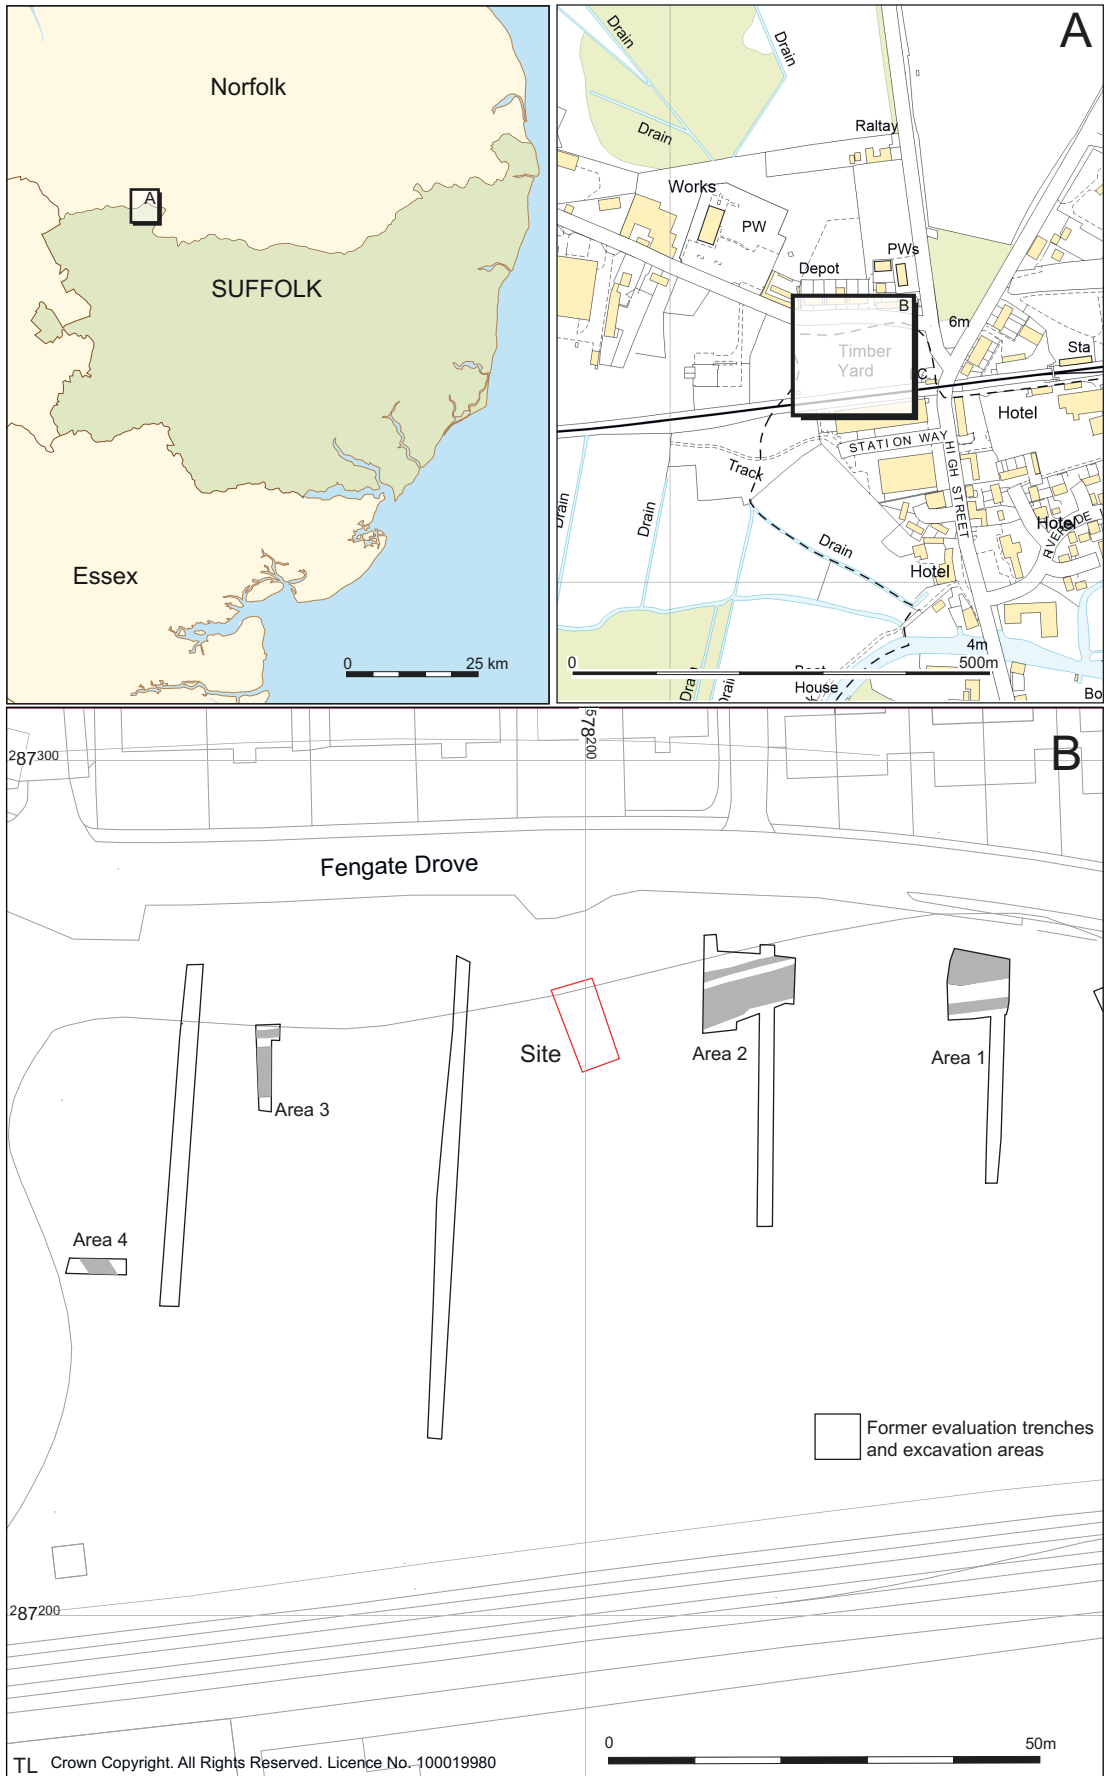 Norfolk
A
SUFFOLK
Essex
0 25 km
A
Drain
Drain
Drain
Raltay
Works
PW
PWs
Depot
B
6m
Timber
Yard
Sta
C
Hotel
STATION WAY
HIGH STREET
Track
Drain
Drain
Drain
Hotel
Hotel
4m
0 500m
House
Bo
287300
578200
B
Fengate Drove
Site
Area 2
Area 1
Area 3
Area 4
Former evaluation trenches
and excavation areas
287200
0 50m
TL Crown Copyright. All Rights Reserved. Licence No. 100019980